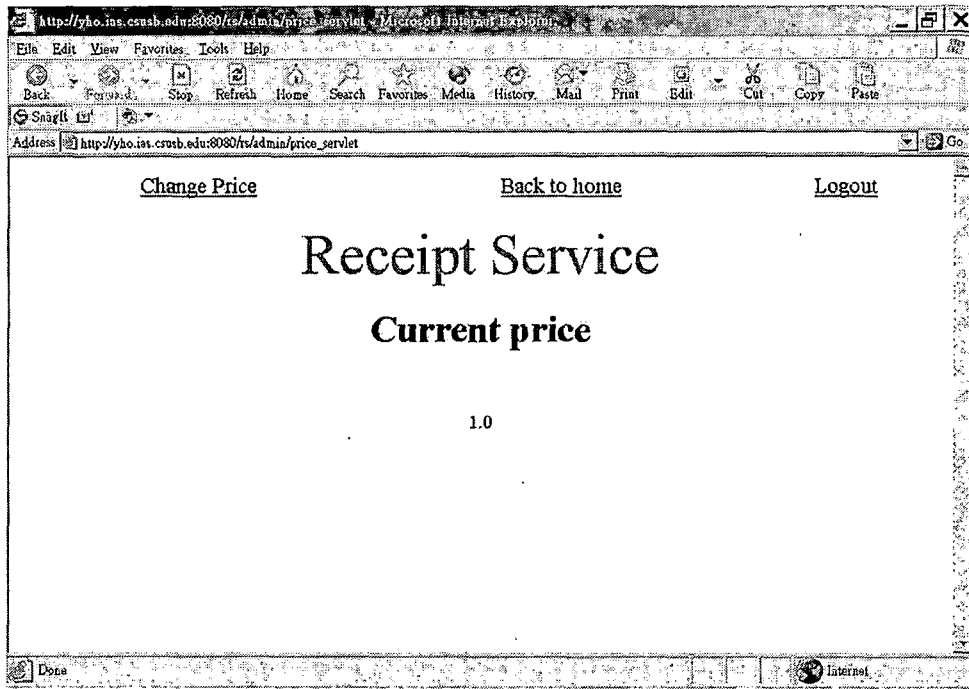 http://yho.ias.csusb.edu:8080/rs/admin/price_servlet - Microsoft Internet Explorer
File Edit View Favorites Tools Help
Back Forward Stop Refresh Home Search Favorites Media History Mail Print Edit Cut Copy Paste
SnagIt
Address http://yho.ias.csusb.edu:8080/rs/admin/price_servlet Go
Change Price Back to home Logout
Receipt Service
Current price
1.0
Done Internet